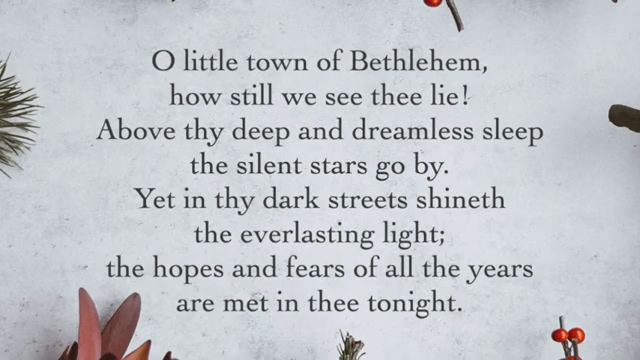 O little town of Bethlehem,
how still we see thee lie!
Above thy deep and dreamless sleep
the silent stars go by.
Yet in thy dark streets shineth
the everlasting light;
the hopes and fears of all the years
are met in thee tonight.